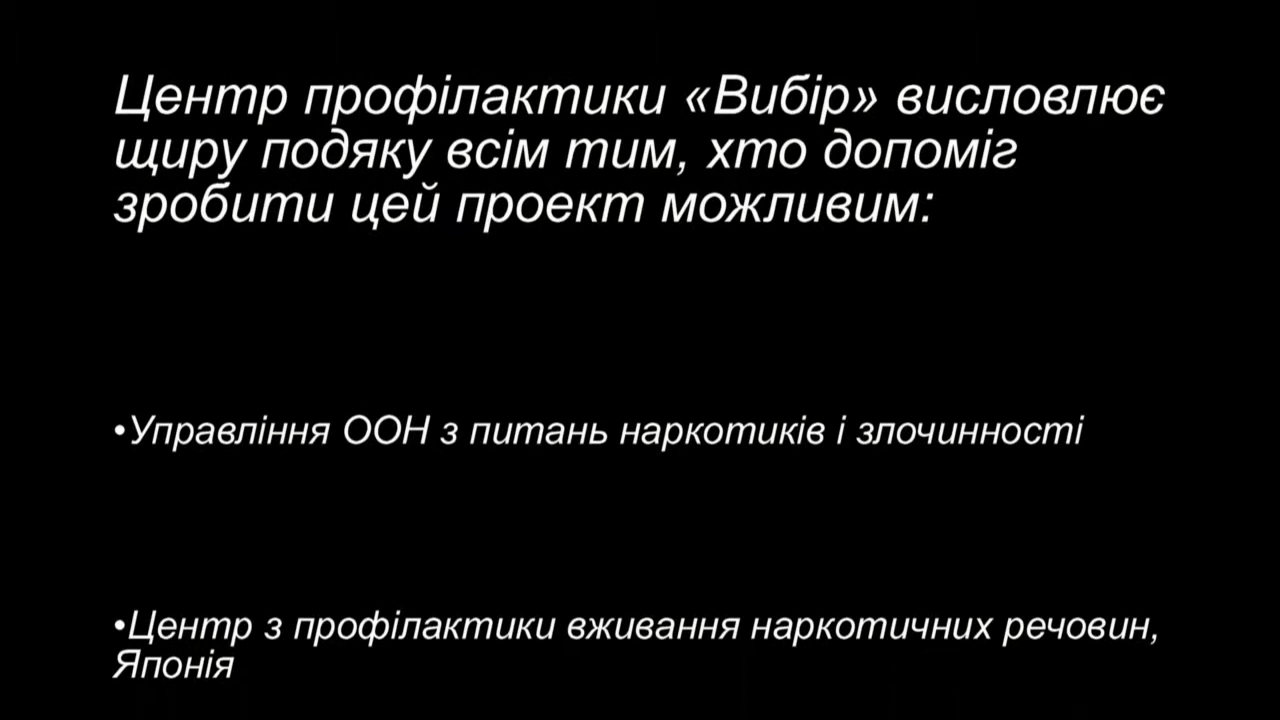 Центр профілактики «Вибір» висловлює
щиру подяку всім тим, хто допоміг
зробити цей проект можливим:
•Управління ООН з питань наркотиків і злочинності
•Центр з профілактики вживання наркотичних речовин,
Японія